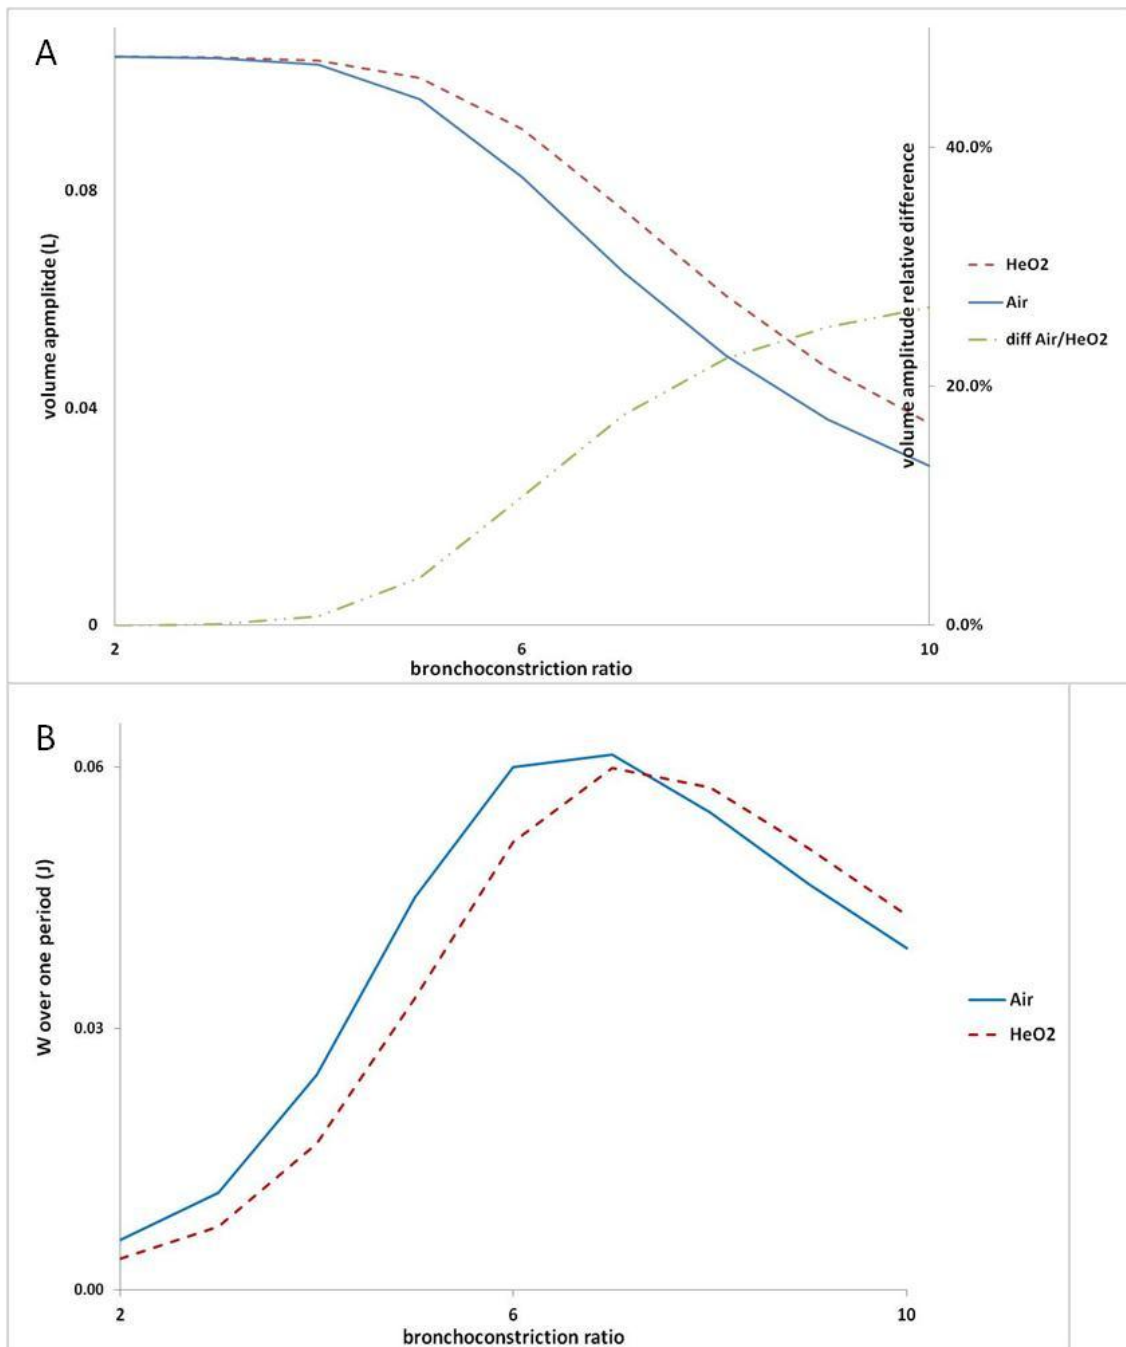 A
volume apmplitde (L)
0.08
0.04
0
2
6
10
bronchoconstriction ratio
40.0%
20.0%
0.0%
volume amplitude relative difference
HeO2
Air
diff Air/HeO2
B
W over one period (J)
0.06
0.03
0.00
2
6
10
bronchoconstriction ratio
Air
HeO2